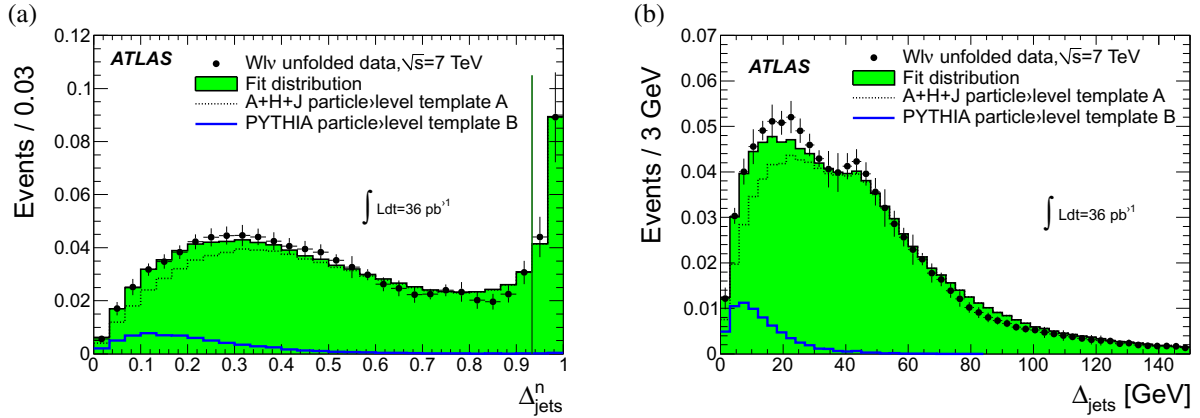 (a)
0.12
0.1
0.08
0.06
0.04
0.02
0
Events / 0.03
ATLAS
Wlν unfolded data,√s=7 TeV
Fit distribution
A+H+J particle›level template A
PYTHIA particle›level template B
∫ Ldt=36 pb›1
0 0.1 0.2 0.3 0.4 0.5 0.6 0.7 0.8 0.9 1
Δⁿjets
(b)
0.07
0.06
0.05
0.04
0.03
0.02
0.01
0
Events / 3 GeV
ATLAS
Wlν unfolded data,√s=7 TeV
Fit distribution
A+H+J particle›level template A
PYTHIA particle›level template B
∫ Ldt=36 pb›1
0 20 40 60 80 100 120 140
Δjets [GeV]